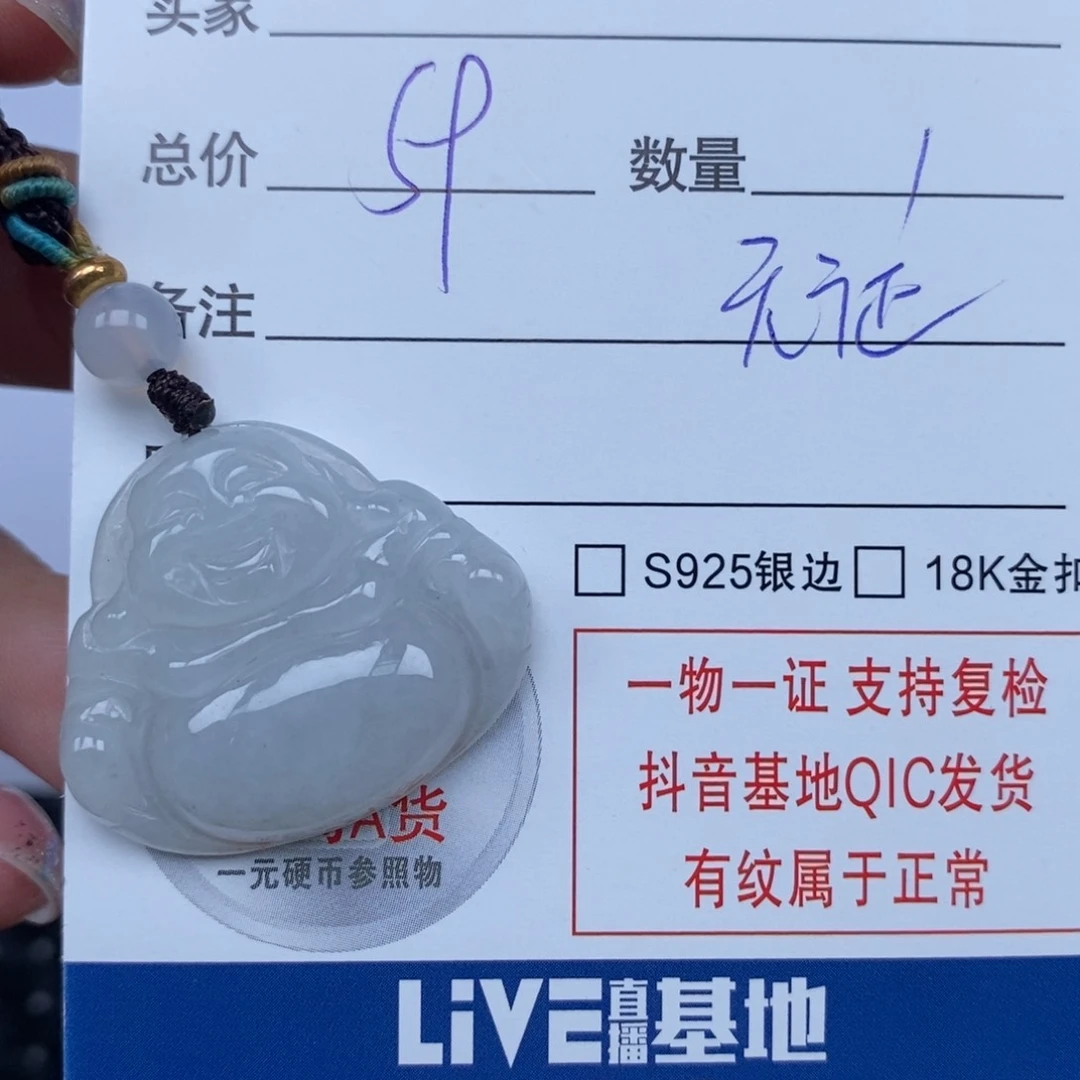 买家
总价 数量 1
备注 无证
S925银边 18K金扣
一物一证 支持复检
抖音基地QIC发货
有纹属于正常
A货
一元硬币参照物
LiVE直播基地